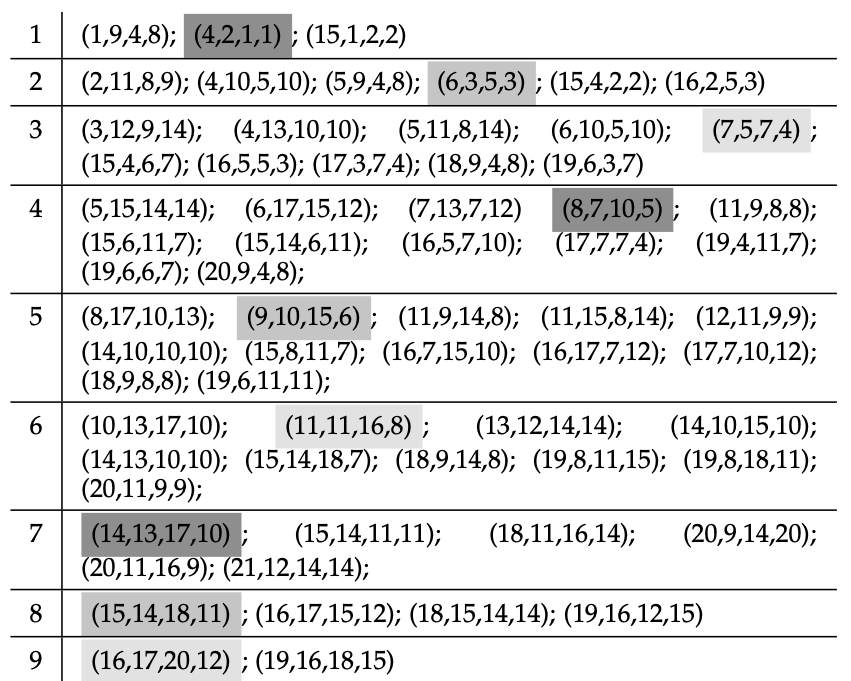 1 (1,9,4,8); (4,2,1,1) ; (15,1,2,2)
2 (2,11,8,9); (4,10,5,10); (5,9,4,8); (6,3,5,3) ; (15,4,2,2); (16,2,5,3)
3 (3,12,9,14); (4,13,10,10); (5,11,8,14); (6,10,5,10); (7,5,7,4) ;
(15,4,6,7); (16,5,5,3); (17,3,7,4); (18,9,4,8); (19,6,3,7)
4 (5,15,14,14); (6,17,15,12); (7,13,7,12) (8,7,10,5) ; (11,9,8,8);
(15,6,11,7); (15,14,6,11); (16,5,7,10); (17,7,7,4); (19,4,11,7);
(19,6,6,7); (20,9,4,8);
5 (8,17,10,13); (9,10,15,6) ; (11,9,14,8); (11,15,8,14); (12,11,9,9);
(14,10,10,10); (15,8,11,7); (16,7,15,10); (16,17,7,12); (17,7,10,12);
(18,9,8,8); (19,6,11,11);
6 (10,13,17,10); (11,11,16,8) ; (13,12,14,14); (14,10,15,10);
(14,13,10,10); (15,14,18,7); (18,9,14,8); (19,8,11,15); (19,8,18,11);
(20,11,9,9);
7 (14,13,17,10) ; (15,14,11,11); (18,11,16,14); (20,9,14,20);
(20,11,16,9); (21,12,14,14);
8 (15,14,18,11) ; (16,17,15,12); (18,15,14,14); (19,16,12,15)
9 (16,17,20,12) ; (19,16,18,15)